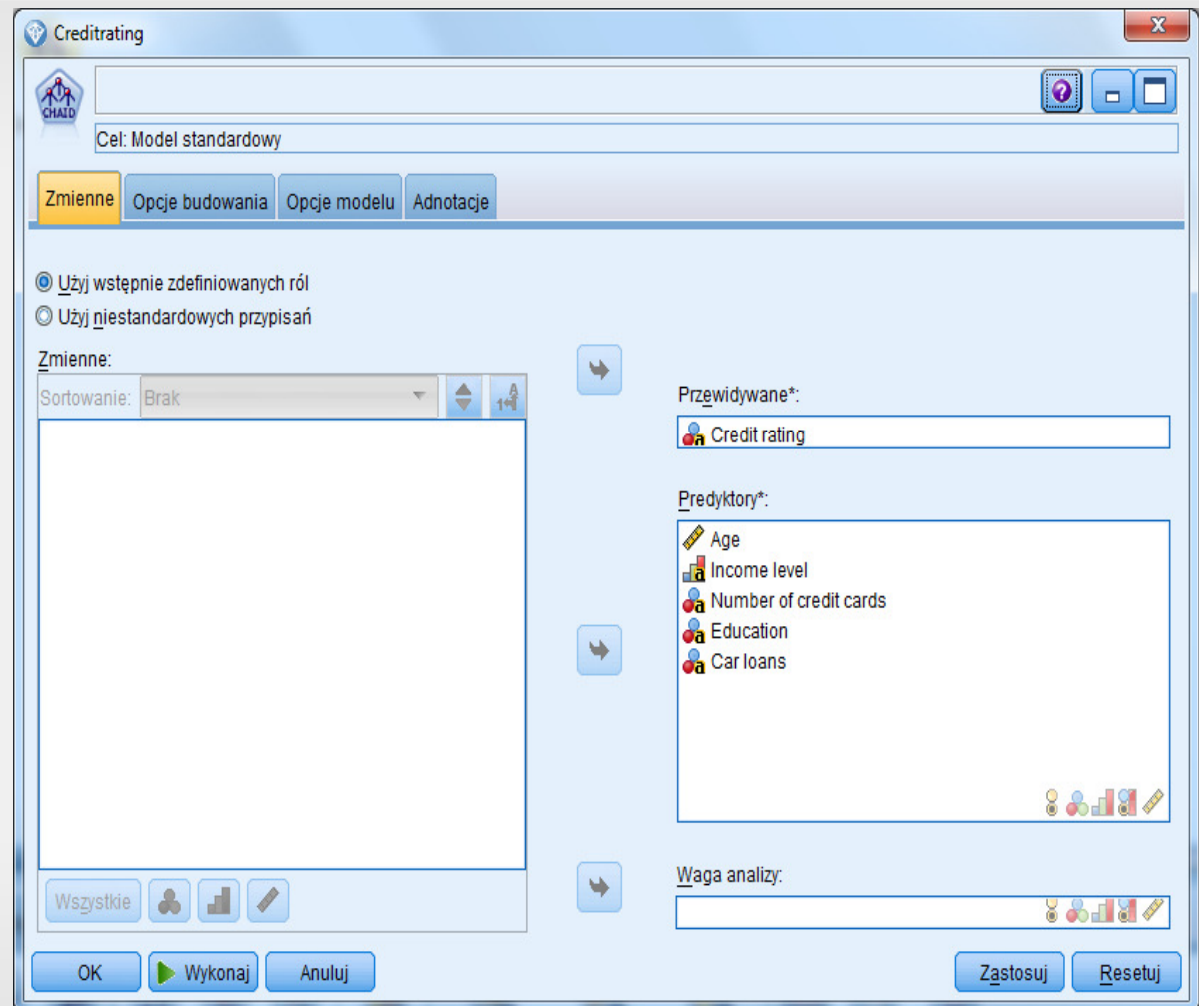 Creditrating
CHAID
Cel: Model standardowy
Zmienne Opcje budowania Opcje modelu Adnotacje
Użyj wstępnie zdefiniowanych ról
Użyj niestandardowych przypisań
Zmienne:
Sortowanie: Brak
Przewidywane*:
Credit rating
Predyktory*:
Age
Income level
Number of credit cards
Education
Car loans
Wszystkie
Waga analizy:
OK Wykonaj Anuluj Zastosuj Resetuj